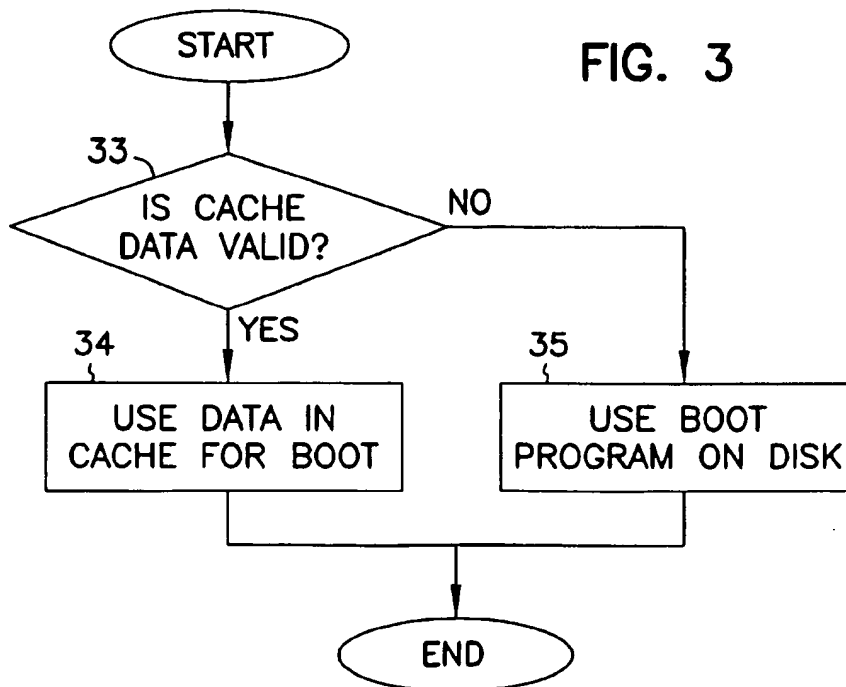 START
FIG. 3
33
IS CACHE
DATA VALID?
NO
YES
34
USE DATA IN
CACHE FOR BOOT
35
USE BOOT
PROGRAM ON DISK
END